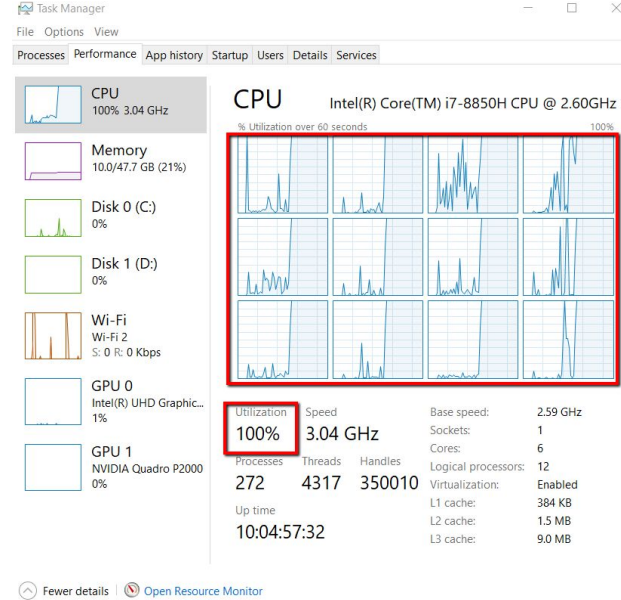 Task Manager
File Options View
Processes Performance App history Startup Users Details Services
CPU
100% 3.04 GHz
Memory
10.0/47.7 GB (21%)
Disk 0 (C:)
0%
Disk 1 (D:)
0%
Wi-Fi
Wi-Fi 2
S: 0 R: 0 Kbps
GPU 0
Intel(R) UHD Graphic...
1%
GPU 1
NVIDIA Quadro P2000
0%
CPU Intel(R) Core(TM) i7-8850H CPU @ 2.60GHz
% Utilization over 60 seconds 100%
Utilization Speed
100% 3.04 GHz
Processes Threads Handles
272 4317 350010
Up time
10:04:57:32
Base speed: 2.59 GHz
Sockets: 1
Cores: 6
Logical processors: 12
Virtualization: Enabled
L1 cache: 384 KB
L2 cache: 1.5 MB
L3 cache: 9.0 MB
Fewer details Open Resource Monitor